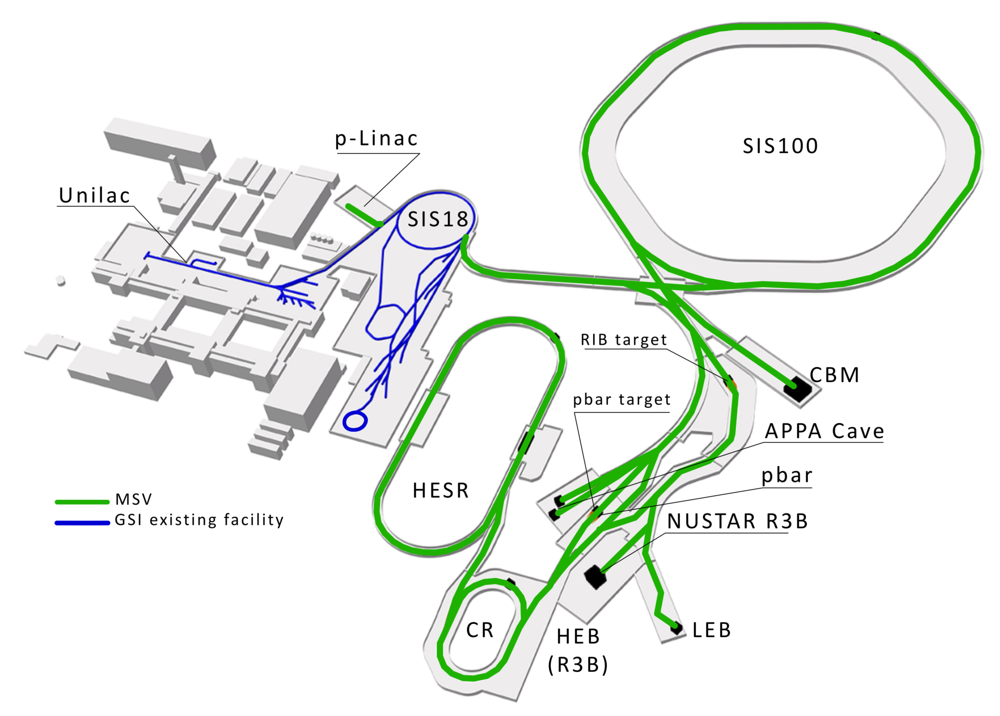 SIS100
p-Linac
Unilac
SIS18
RIB target
CBM
pbar target
APPA Cave
pbar
HESR
MSV
GSI existing facility
NUSTAR R3B
CR
HEB
(R3B)
LEB